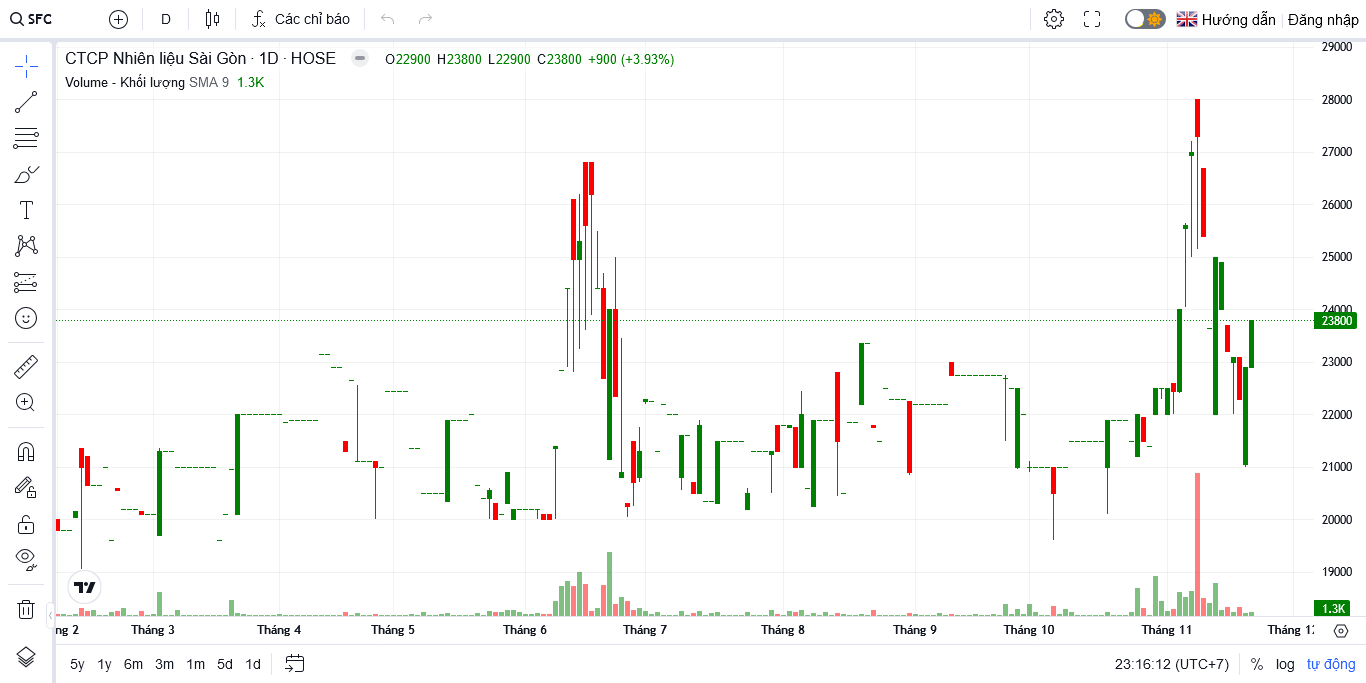 SFC D Các chỉ báo Hướng dẫn Đăng nhập
CTCP Nhiên liệu Sài Gòn · 1D · HOSE O22900 H23800 L22900 C23800 +900 (+3.93%)
Volume - Khối lượng SMA 9 1.3K
29000
28000
27000
26000
25000
24000
23800
23000
22000
21000
20000
19000
1.3K
ng 2 Tháng 3 Tháng 4 Tháng 5 Tháng 6 Tháng 7 Tháng 8 Tháng 9 Tháng 10 Tháng 11 Tháng 1
5y 1y 6m 3m 1m 5d 1d 23:16:12 (UTC+7) % log tự động